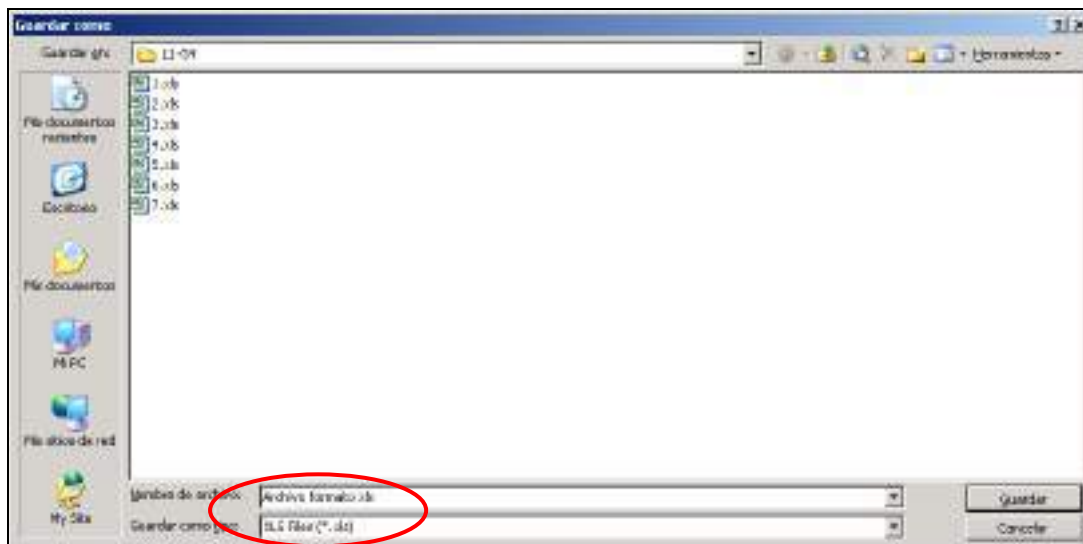 Guardar como
Guardar en:
11-04
Herramientas
1.xls
2.xls
3.xls
4.xls
5.xls
6.xls
7.xls
Mis documentos
recientes
Escritorio
Mis documentos
Mi PC
Mis sitios de red
My Site
Nombre de archivo:
Archivo formato.xls
Guardar
Guardar como tipo:
Files (*.xls)
Cancelar